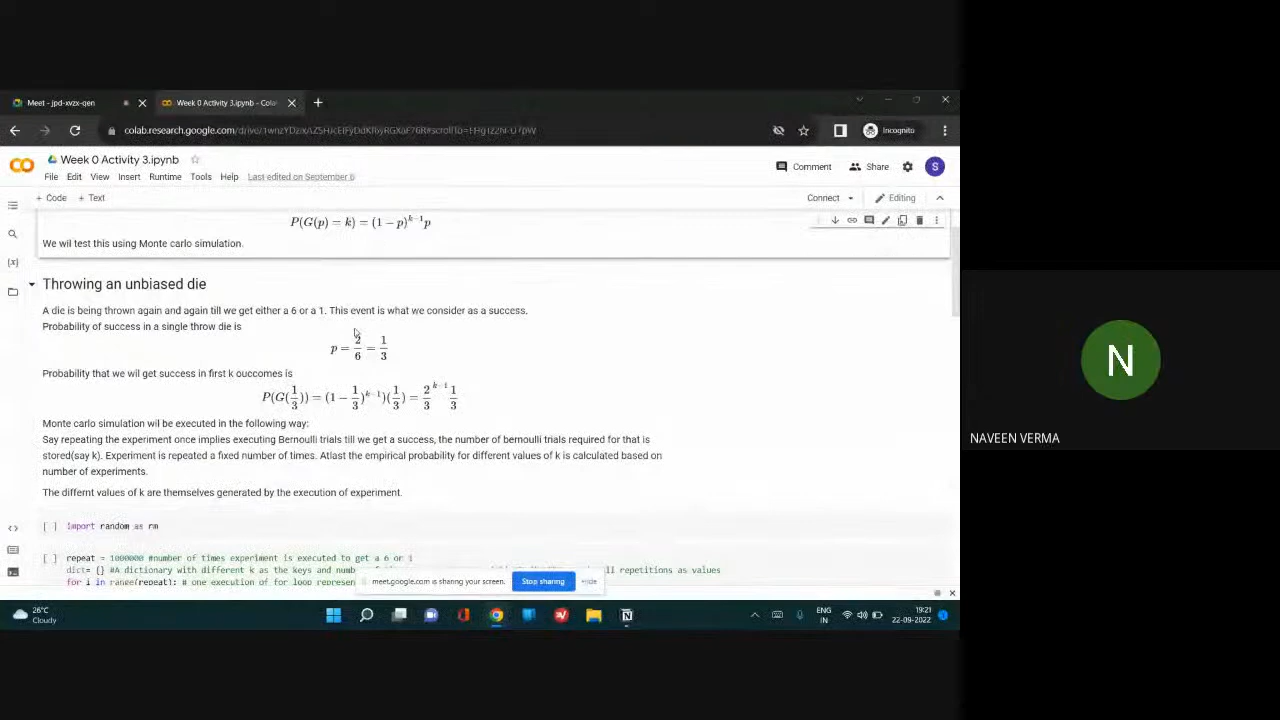 Meet - jpd-xvzx-qen
Week 0 Activity 3.ipynb - Cola
colab.research.google.com
Incognito
Week 0 Activity 3.ipynb
Comment
Share
S
File Edit View Insert Runtime Tools Help Last edited on September 6
+ Code + Text
Connect
Editing
P(G(p) = k) = (1 − p)^{k−1}p
We wil test this using Monte carlo simulation.
Throwing an unbiased die
A die is being thrown again and again till we get either a 6 or a 1. This event is what we consider as a success.
Probability of success in a single throw die is
p = 2/6 = 1/3
Probability that we wil get success in first k ouccomes is
P(G(1/3)) = (1 − 1/3)^{k−1})(1/3) = 2/3^{k−1} 1/3
Monte carlo simulation wil be executed in the following way:
Say repeating the experiment once implies executing Bernoulli trials till we get a success, the number of bernoulli trials required for that is
stored(say k). Experiment is repeated a fixed number of times. Atlast the empirical probability for different values of k is calculated based on
number of experiments.
The differnt values of k are themselves generated by the execution of experiment.
[ ] import random as rm
[ ] repeat = 1000000 #number of times experiment is executed to get a 6 or 1
dict= {} #A dictionary with different k as the keys and numb repetitions as values
for i in range(repeat): # one execution of for loop represen
meet.google.com is sharing your screen. Stop sharing Hide
N
NAVEEN VERMA
26°C
Cloudy
ENG
IN
19:21
22-09-2022